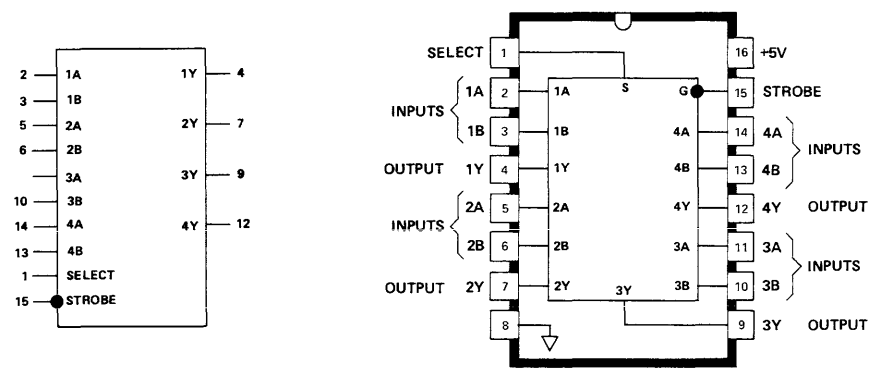 2 1A 1Y 4
3 1B
5 2A 2Y 7
6 2B
3A 3Y 9
10 3B
14 4A 4Y 12
13 4B
1 SELECT
15 STROBE
SELECT 1 16 +5V
S G
1A 2 1A 15 STROBE
INPUTS
1B 3 1B 4A 14 4A
INPUTS
OUTPUT 1Y 4 1Y 4B 13 4B
2A 5 2A 4Y 12 4Y OUTPUT
INPUTS
2B 6 2B 3A 11 3A
INPUTS
OUTPUT 2Y 7 2Y 3Y 3B 10 3B
8 9 3Y OUTPUT